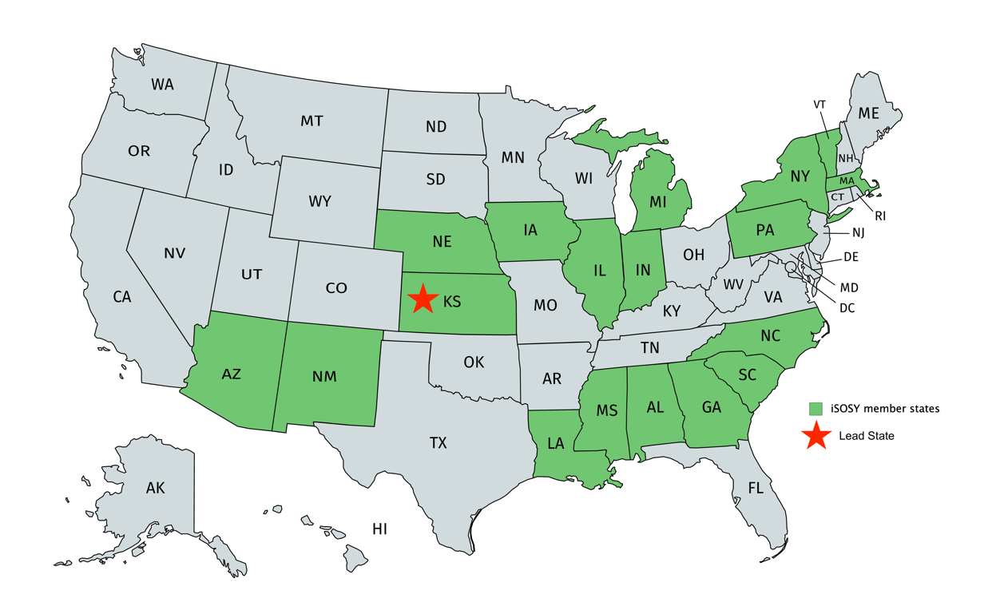 WA
MT
ND
MN
VT
ME
OR
ID
SD
WI
NH
WY
MI
NY
MA
CT
RI
NE
IA
PA
NJ
NV
UT
CO
IL
IN
OH
DE
CA
KS
MO
WV
VA
MD
DC
KY
TN
NC
AZ
NM
OK
AR
SC
MS
AL
GA
iSOSY member states
Lead State
TX
LA
AK
FL
HI